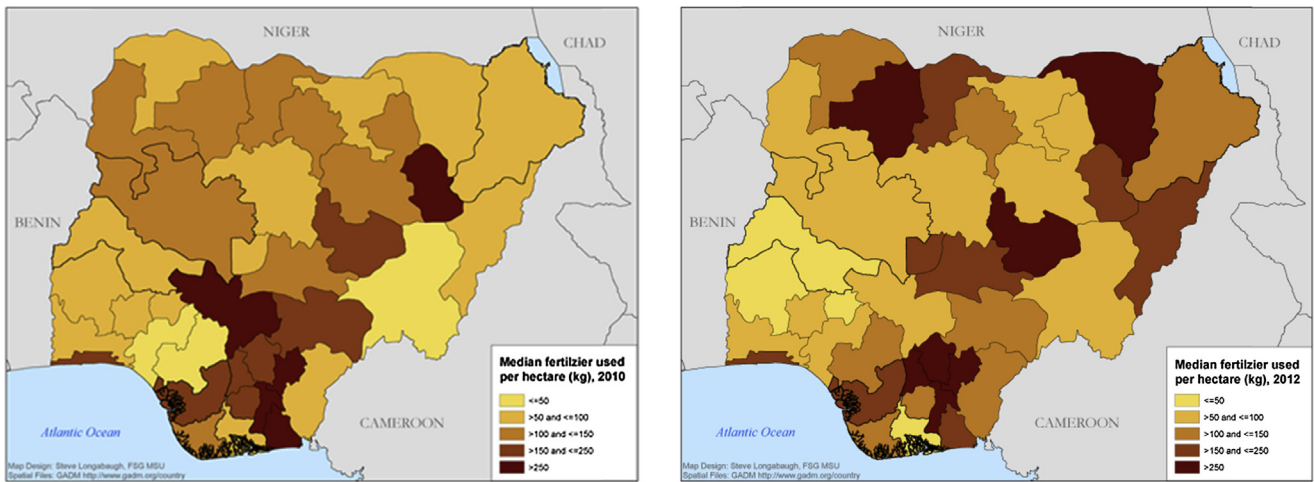 NIGER
CHAD
BENIN
CAMEROON
Atlantic Ocean
Median fertilzier used
per hectare (kg), 2010
<=50
>50 and <=100
>100 and <=150
>150 and <=250
>250
Map Design: Steve Longabaugh, FSG MSU
Spatial Files: GADM http://www.gadm.org/country
NIGER
CHAD
BENIN
CAMEROON
Atlantic Ocean
Median fertilzier used
per hectare (kg), 2012
<=50
>50 and <=100
>100 and <=150
>150 and <=250
>250
Map Design: Steve Longabaugh, FSG MSU
Spatial Files: GADM http://www.gadm.org/country